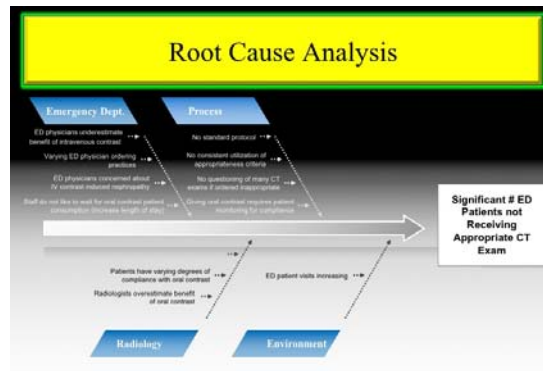 Root Cause Analysis
Emergency Dept.
ED physicians underestimate
benefit of intravenous contrast
Varying ED physician ordering
practices
ED physicians concerned about
IV contrast induced nephropathy
Staff do not like to wait for oral contrast patient
consumption (increase length of stay)
Process
No standard protocol
No consistent utilization of
appropriateness criteria
No questioning of many CT
exams if ordered inappropriate
Giving oral contrast requires patient
monitoring for compliance
Significant # ED
Patients not
Receiving
Appropriate CT
Exam
Patients have varying degrees of
compliance with oral contrast
Radiologists overestimate benefit
of oral contrast
Radiology
ED patient visits increasing
Environment